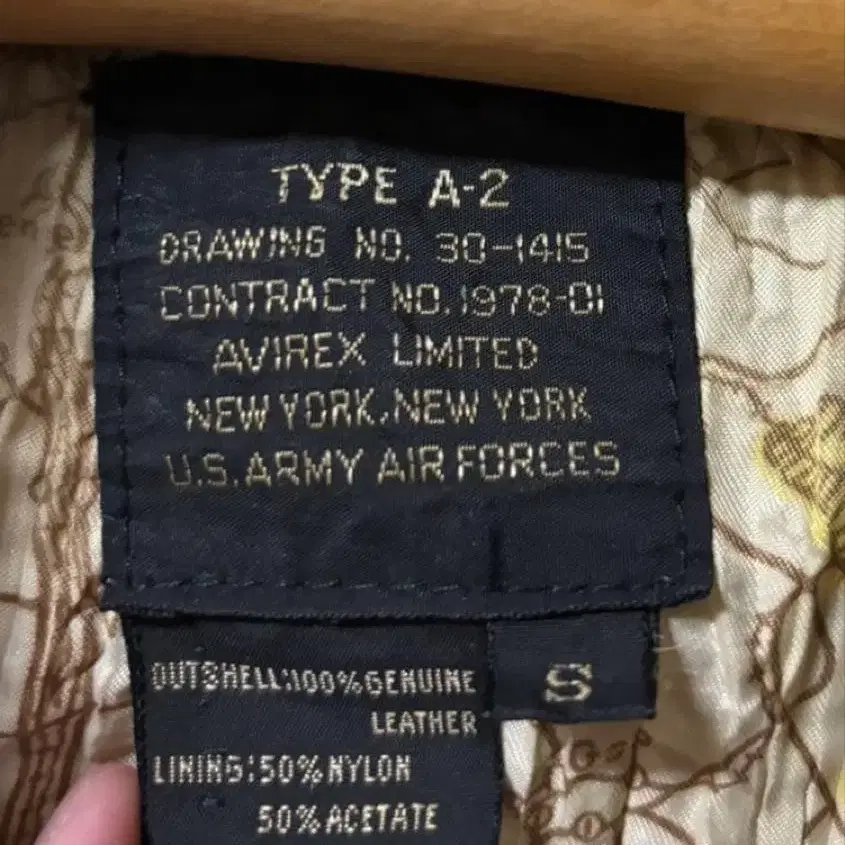 TYPE A-2
DRAWING NO. 30-1415
CONTRACT NO. 1978-01
AVIREX LIMITED
NEW YORK, NEW YORK
U.S. ARMY AIR FORCES
OUTSHELL:100%GENUINE
LEATHER
S
LINING:50%NYLON
50%ACETATE